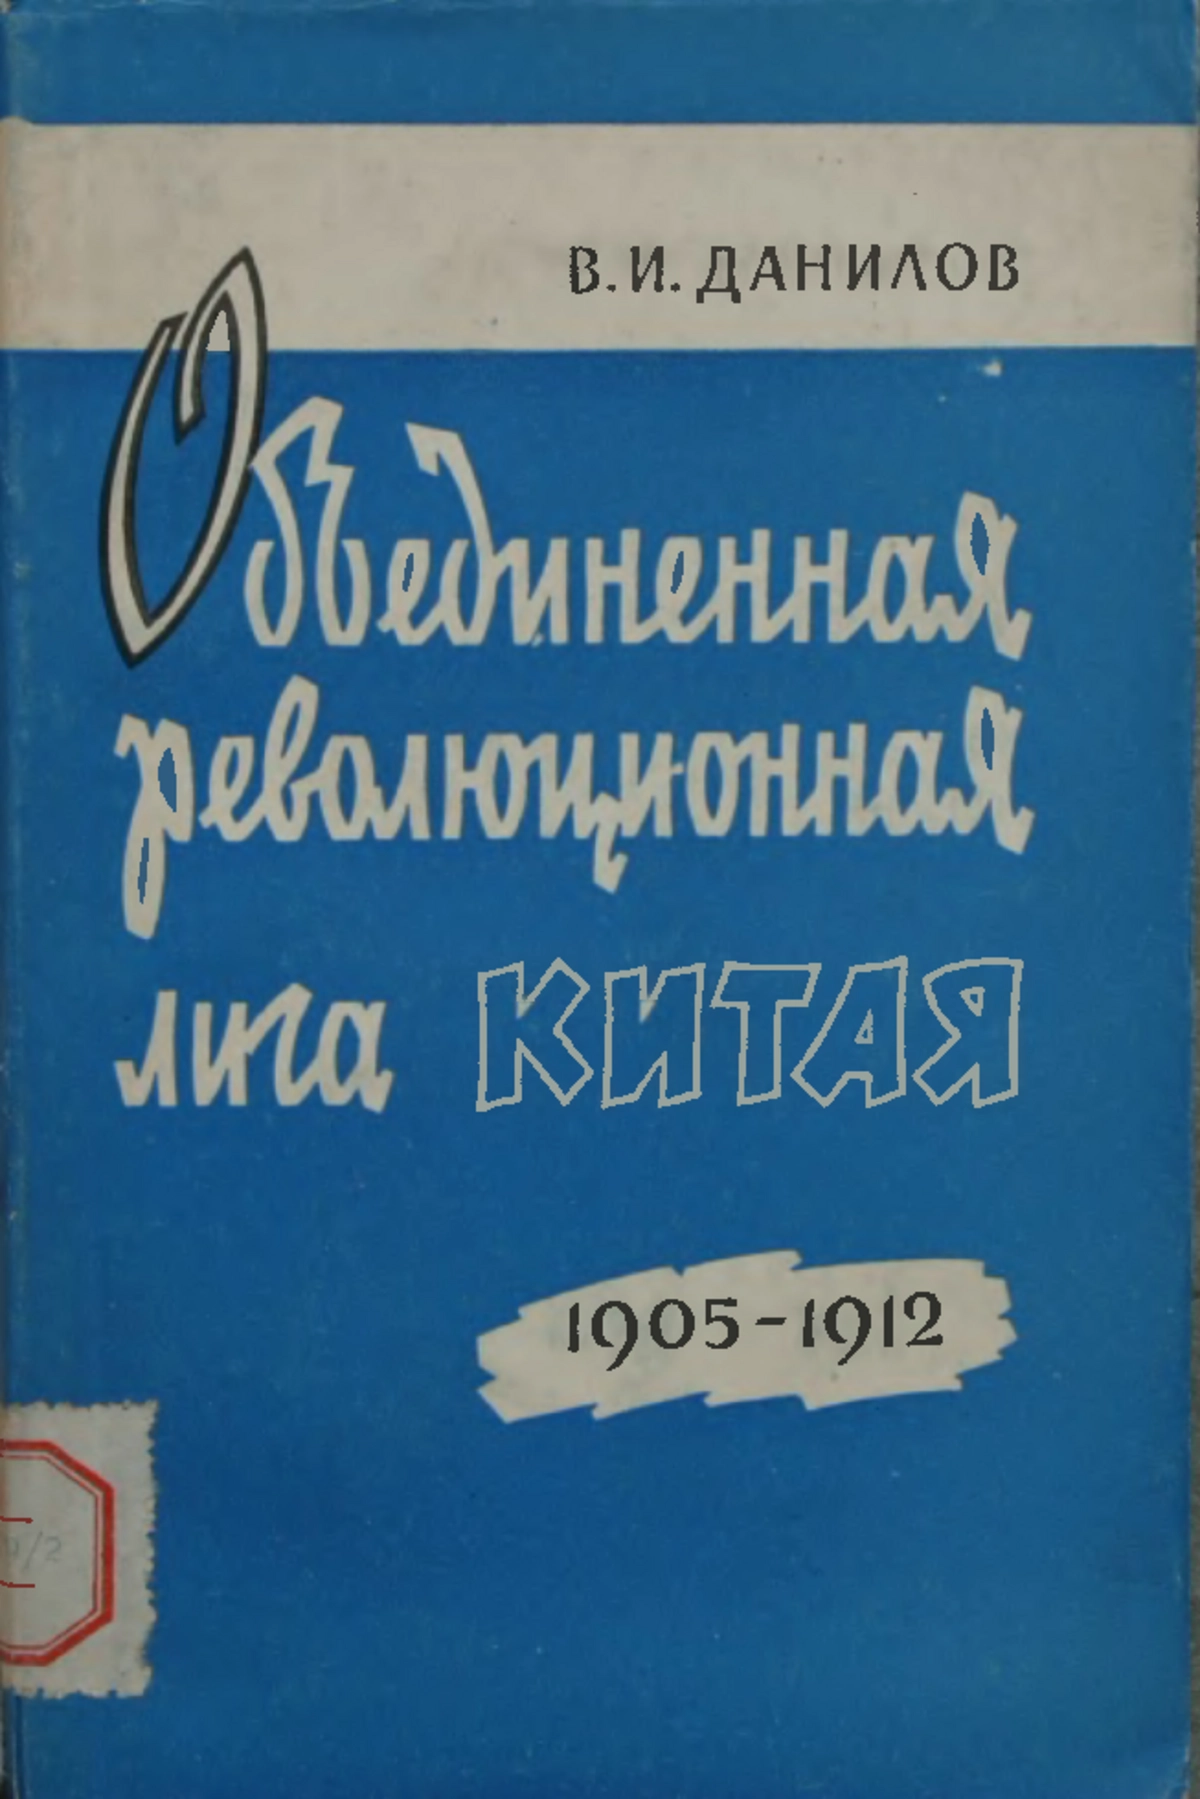 В. И. ДАНИЛОВ
Объединенная
революционная
лига КИТАЯ
1905-1912